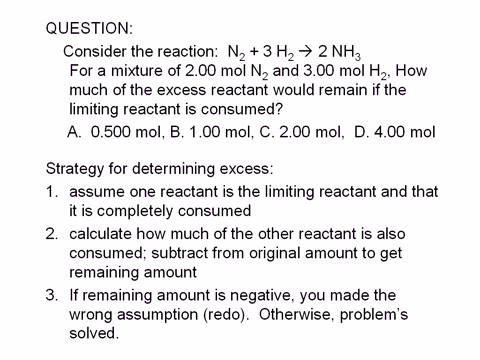 QUESTION:
Consider the reaction: N₂ + 3 H₂ → 2 NH₃
For a mixture of 2.00 mol N₂ and 3.00 mol H₂, How
much of the excess reactant would remain if the
limiting reactant is consumed?
A. 0.500 mol, B. 1.00 mol, C. 2.00 mol, D. 4.00 mol
Strategy for determining excess:
1. assume one reactant is the limiting reactant and that
it is completely consumed
2. calculate how much of the other reactant is also
consumed; subtract from original amount to get
remaining amount
3. If remaining amount is negative, you made the
wrong assumption (redo). Otherwise, problem's
solved.